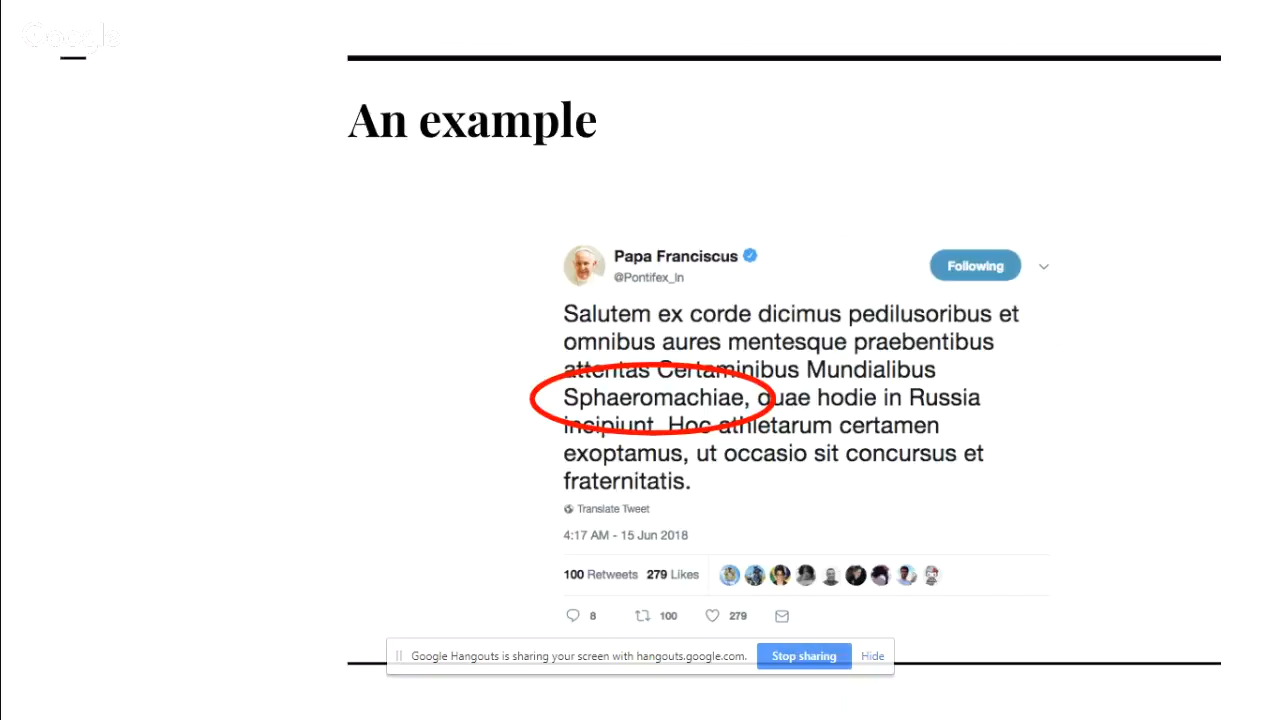 Google
An example
Papa Franciscus
@Pontifex_ln
Following
Salutem ex corde dicimus pedilusoribus et
omnibus aures mentesque praebentibus
attentas Certaminibus Mundialibus
Sphaeromachiae, quae hodie in Russia
incipiunt. Hoc athletarum certamen
exoptamus, ut occasio sit concursus et
fraternitatis.
Translate Tweet
4:17 AM - 15 Jun 2018
100 Retweets 279 Likes
8 100 279
Google Hangouts is sharing your screen with hangouts.google.com. Stop sharing Hide